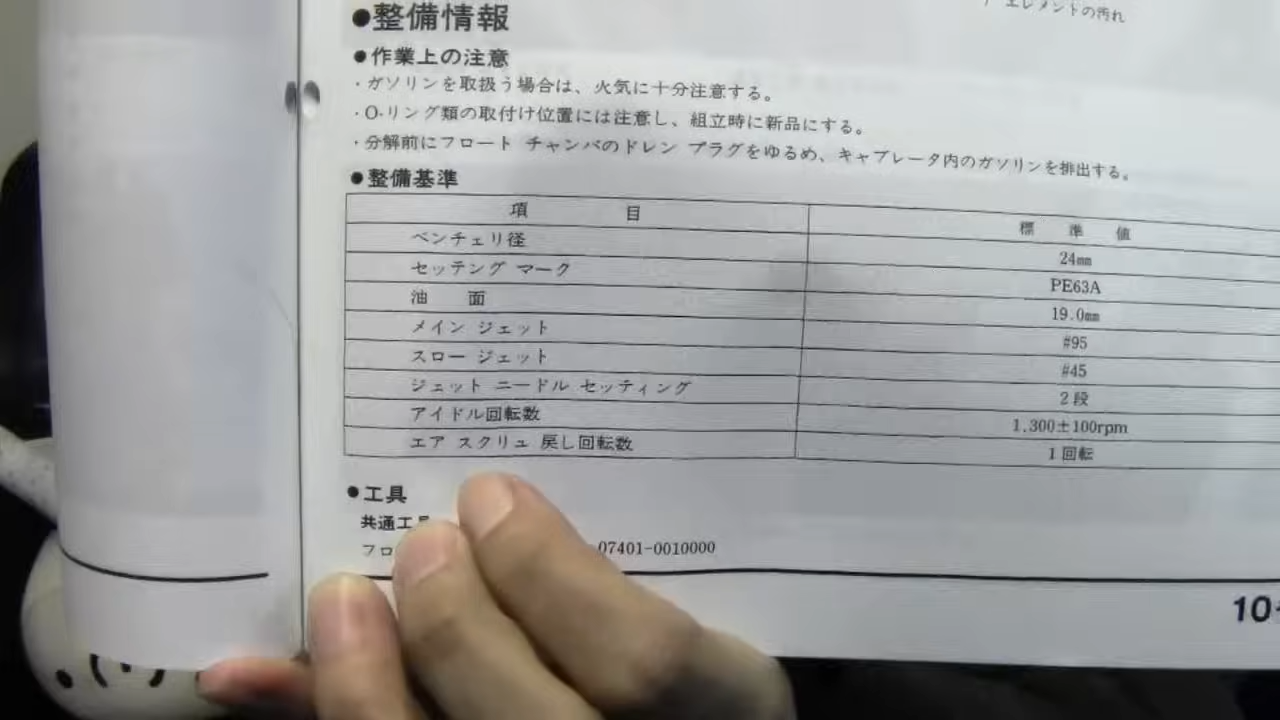 エレメントの汚れ
●整備情報
●作業上の注意
・ガソリンを取扱う場合は、火気に十分注意する。
・O-リング類の取付け位置には注意し、組立時に新品にする。
・分解前にフロート チャンバのドレン プラグをゆるめ、キャブレータ内のガソリンを排出する。
●整備基準
項 目 標 準 値
ベンチェリ径 24mm
セッテング マーク PE63A
油 面 19.0mm
メイン ジェット #95
スロー ジェット #45
ジェット ニードル セッティング 2段
アイドル回転数 1,300±100rpm
エア スクリュ 戻し回転数 1回転
●工具
共通工
フロ 07401-0010000
10